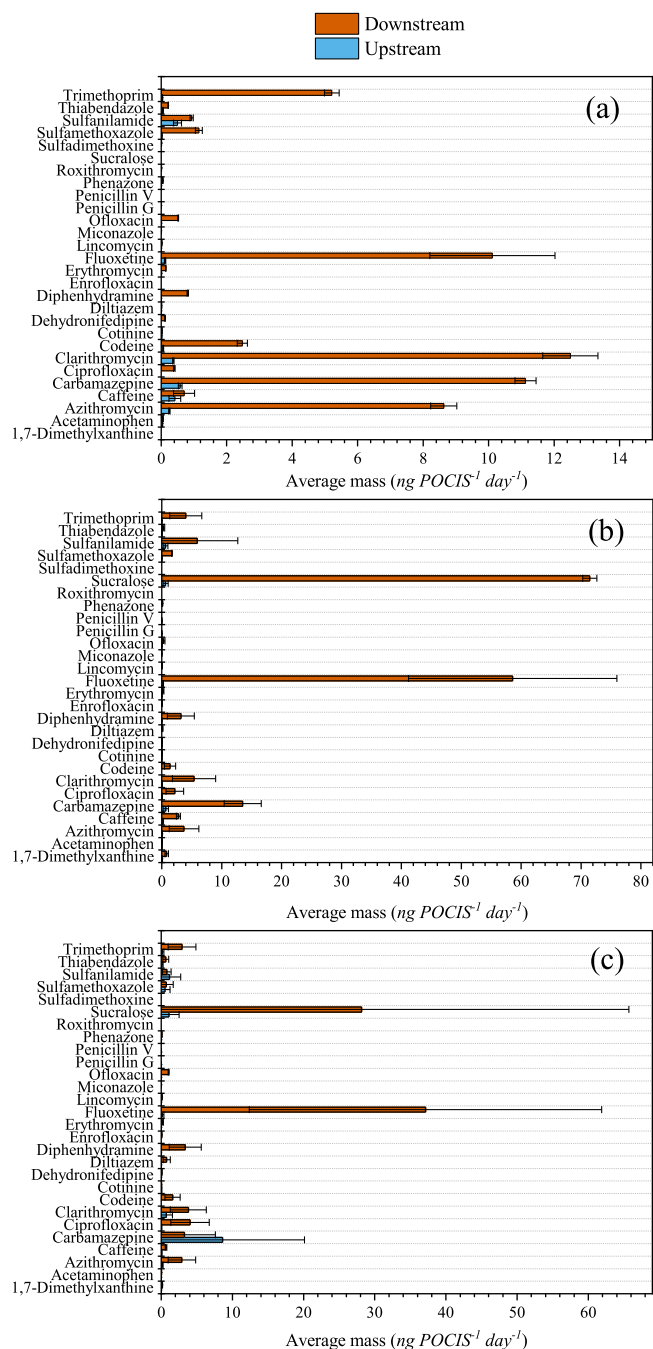 Downstream
Upstream
(a)
Trimethoprim
Thiabendazole
Sulfanilamide
Sulfamethoxazole
Sulfadimethoxine
Sucralose
Roxithromycin
Phenazone
Penicillin V
Penicillin G
Ofloxacin
Miconazole
Lincomycin
Fluoxetine
Erythromycin
Enrofloxacin
Diphenhydramine
Diltiazem
Dehydronifedipine
Cotinine
Codeine
Clarithromycin
Ciprofloxacin
Carbamazepine
Caffeine
Azithromycin
Acetaminophen
1,7-Dimethylxanthine
0 2 4 6 8 10 12 14
Average mass (ng POCIS⁻¹ day⁻¹)
(b)
Trimethoprim
Thiabendazole
Sulfanilamide
Sulfamethoxazole
Sulfadimethoxine
Sucralose
Roxithromycin
Phenazone
Penicillin V
Penicillin G
Ofloxacin
Miconazole
Lincomycin
Fluoxetine
Erythromycin
Enrofloxacin
Diphenhydramine
Diltiazem
Dehydronifedipine
Cotinine
Codeine
Clarithromycin
Ciprofloxacin
Carbamazepine
Caffeine
Azithromycin
Acetaminophen
1,7-Dimethylxanthine
0 10 20 30 40 50 60 70 80
Average mass (ng POCIS⁻¹ day⁻¹)
(c)
Trimethoprim
Thiabendazole
Sulfanilamide
Sulfamethoxazole
Sulfadimethoxine
Sucralose
Roxithromycin
Phenazone
Penicillin V
Penicillin G
Ofloxacin
Miconazole
Lincomycin
Fluoxetine
Erythromycin
Enrofloxacin
Diphenhydramine
Diltiazem
Dehydronifedipine
Cotinine
Codeine
Clarithromycin
Ciprofloxacin
Carbamazepine
Caffeine
Azithromycin
Acetaminophen
1,7-Dimethylxanthine
0 10 20 30 40 50 60
Average mass (ng POCIS⁻¹ day⁻¹)